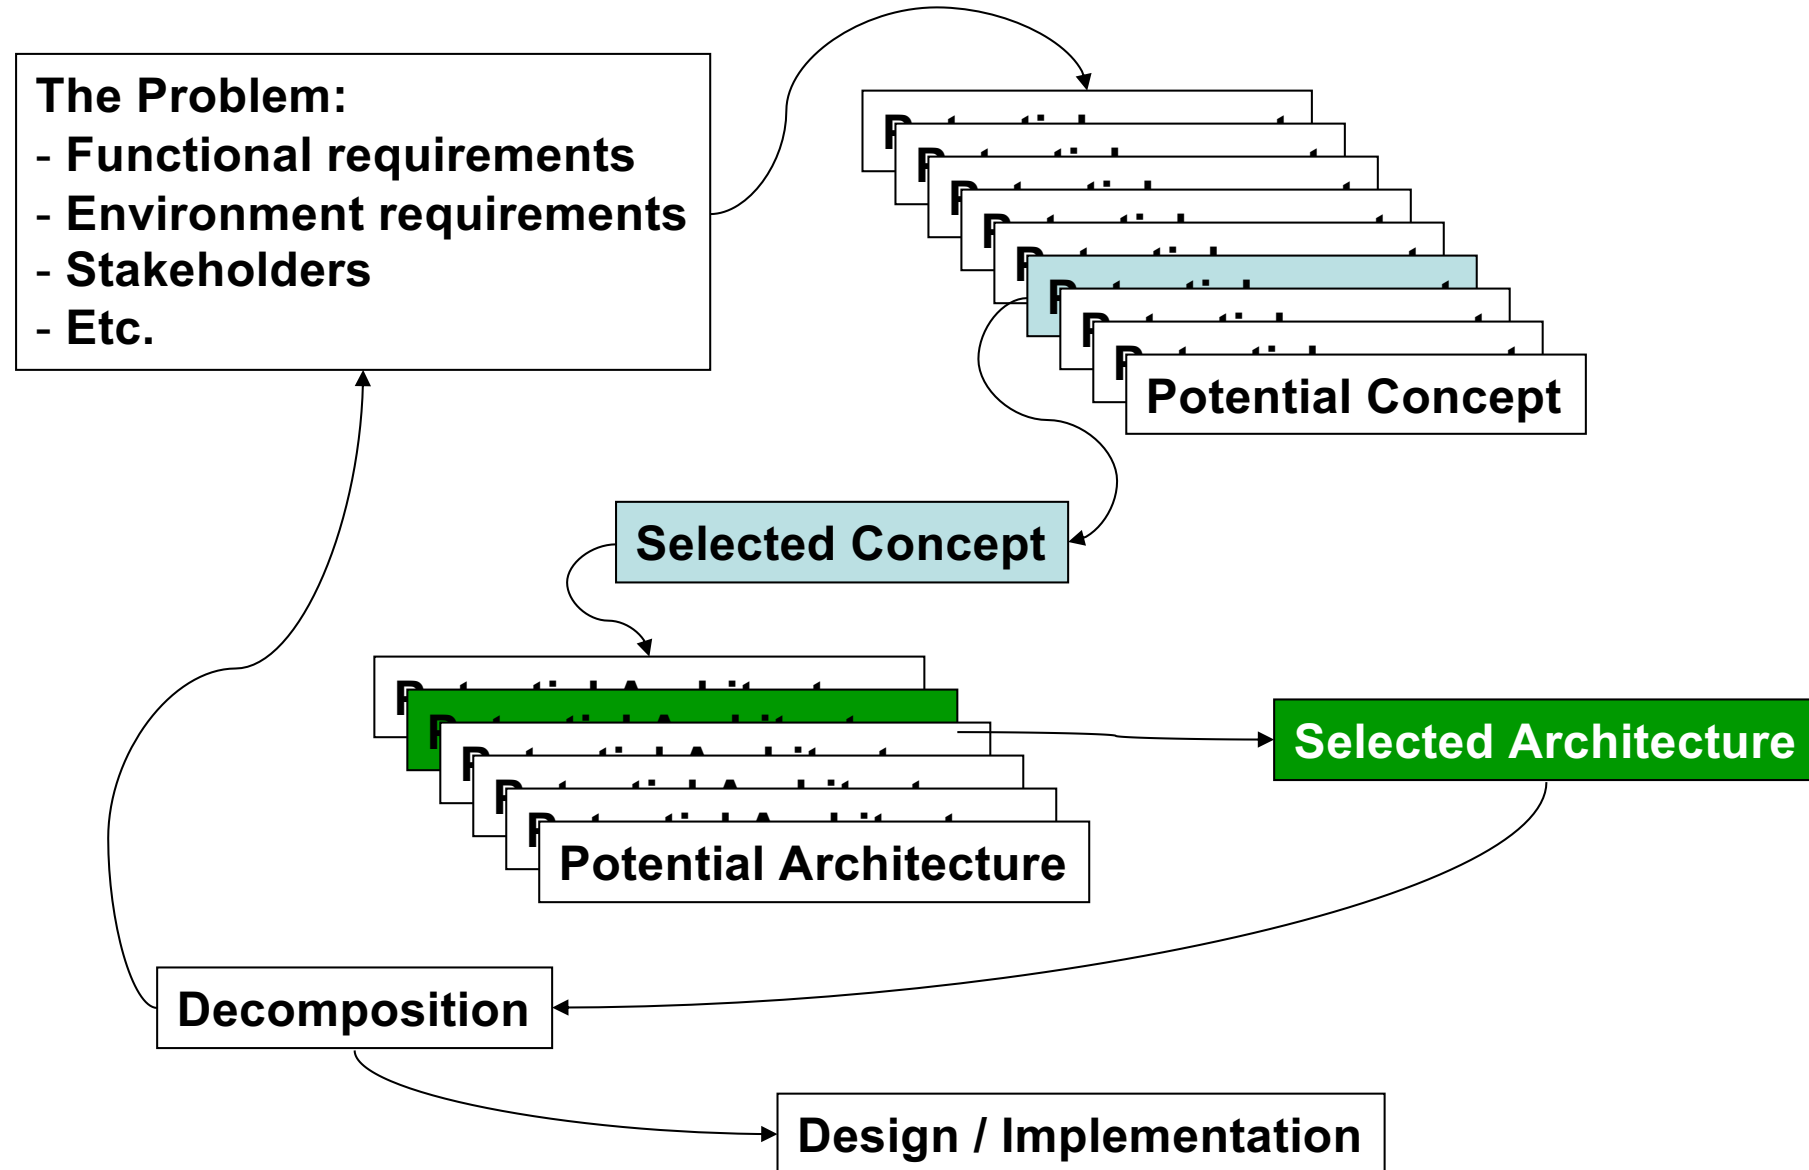 The Problem:
- Functional requirements
- Environment requirements
- Stakeholders
- Etc.
Potential Concept
Selected Concept
Potential Architecture
Selected Architecture
Decomposition
Design / Implementation